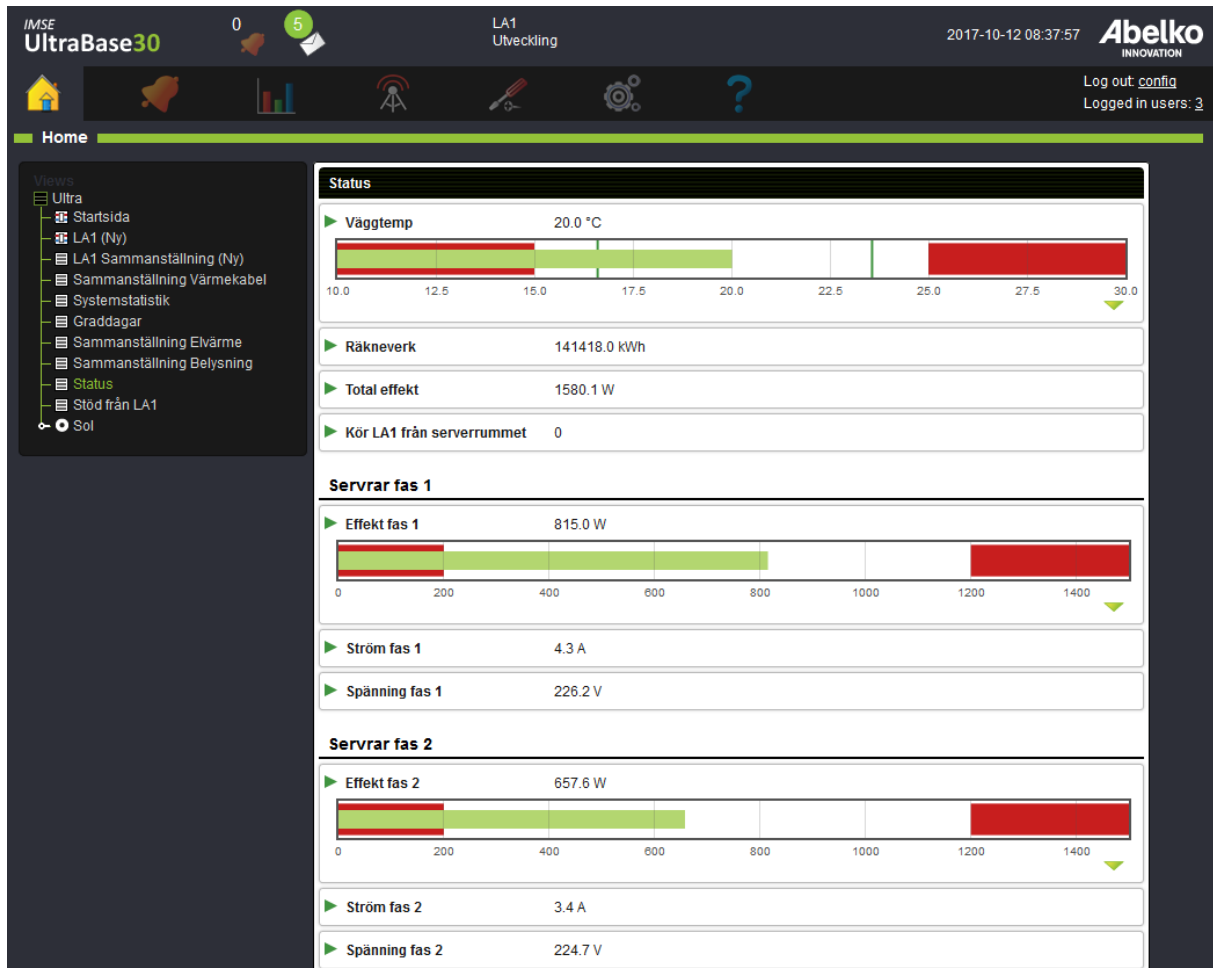 IMSE
UltraBase30
0
5
LA1
Utveckling
2017-10-12 08:37:57
Abelko
INNOVATION
?
Log out: config
Logged in users: 3
Home
Views
Ultra
Startsida
LA1 (Ny)
LA1 Sammanställning (Ny)
Sammanställning Värmekabel
Systemstatistik
Graddagar
Sammanställning Elvärme
Sammanställning Belysning
Status
Stöd från LA1
Sol
Status
Väggtemp 20.0 °C
10.0 12.5 15.0 17.5 20.0 22.5 25.0 27.5 30.0
Räkneverk 141418.0 kWh
Total effekt 1580.1 W
Kör LA1 från serverrummet 0
Servrar fas 1
Effekt fas 1 815.0 W
0 200 400 600 800 1000 1200 1400
Ström fas 1 4.3 A
Spänning fas 1 226.2 V
Servrar fas 2
Effekt fas 2 657.6 W
0 200 400 600 800 1000 1200 1400
Ström fas 2 3.4 A
Spänning fas 2 224.7 V